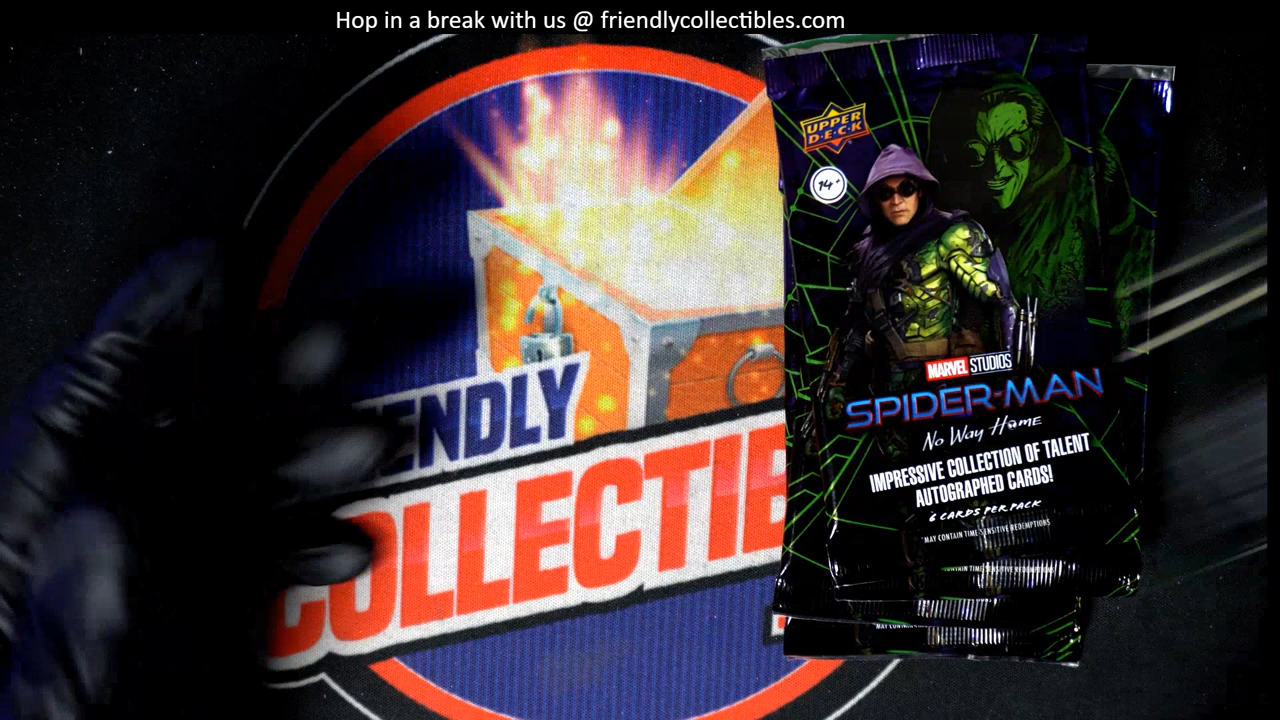 Hop in a break with us @ friendlycollectibles.com
UPPER
D·E·C·K
14+
MARVEL STUDIOS
SPIDER-MAN
No Way Home
IMPRESSIVE COLLECTION OF TALENT
AUTOGRAPHED CARDS!
6 CARDS PER PACK
*MAY CONTAIN TIME-SENSITIVE REDEMPTIONS
ENDLY
COLLECTIB